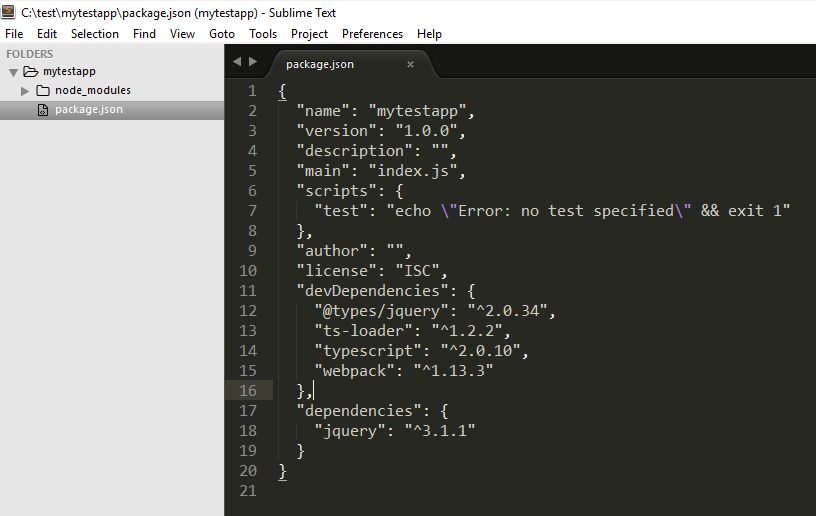 C:\test\mytestapp\package.json (mytestapp) - Sublime Text
File Edit Selection Find View Goto Tools Project Preferences Help
FOLDERS
mytestapp
node_modules
package.json
package.json ×
1 {
2 "name": "mytestapp",
3 "version": "1.0.0",
4 "description": "",
5 "main": "index.js",
6 "scripts": {
7 "test": "echo \"Error: no test specified\" && exit 1"
8 },
9 "author": "",
10 "license": "ISC",
11 "devDependencies": {
12 "@types/jquery": "^2.0.34",
13 "ts-loader": "^1.2.2",
14 "typescript": "^2.0.10",
15 "webpack": "^1.13.3"
16 },
17 "dependencies": {
18 "jquery": "^3.1.1"
19 }
20 }
21